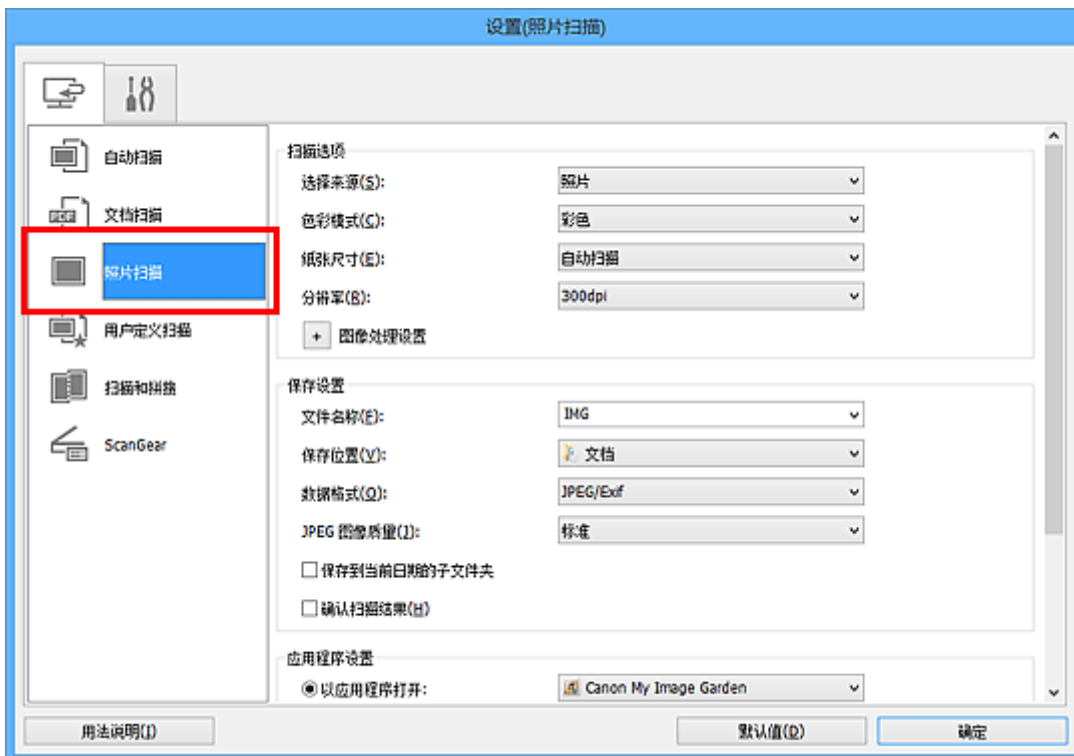 设置(照片扫描)
自动扫描
文档扫描
照片扫描
用户定义扫描
扫描和拼接
ScanGear
扫描选项
选择来源(S): 照片
色彩模式(C): 彩色
纸张尺寸(E): 自动扫描
分辨率(R): 300dpi
+ 图像处理设置
保存设置
文件名称(F): IMG
保存位置(V): 文档
数据格式(O): JPEG/Exif
JPEG 图像质量(J): 标准
保存到当前日期的子文件夹
确认扫描结果(H)
应用程序设置
以应用程序打开: Canon My Image Garden
用法说明(I) 默认值(D) 确定